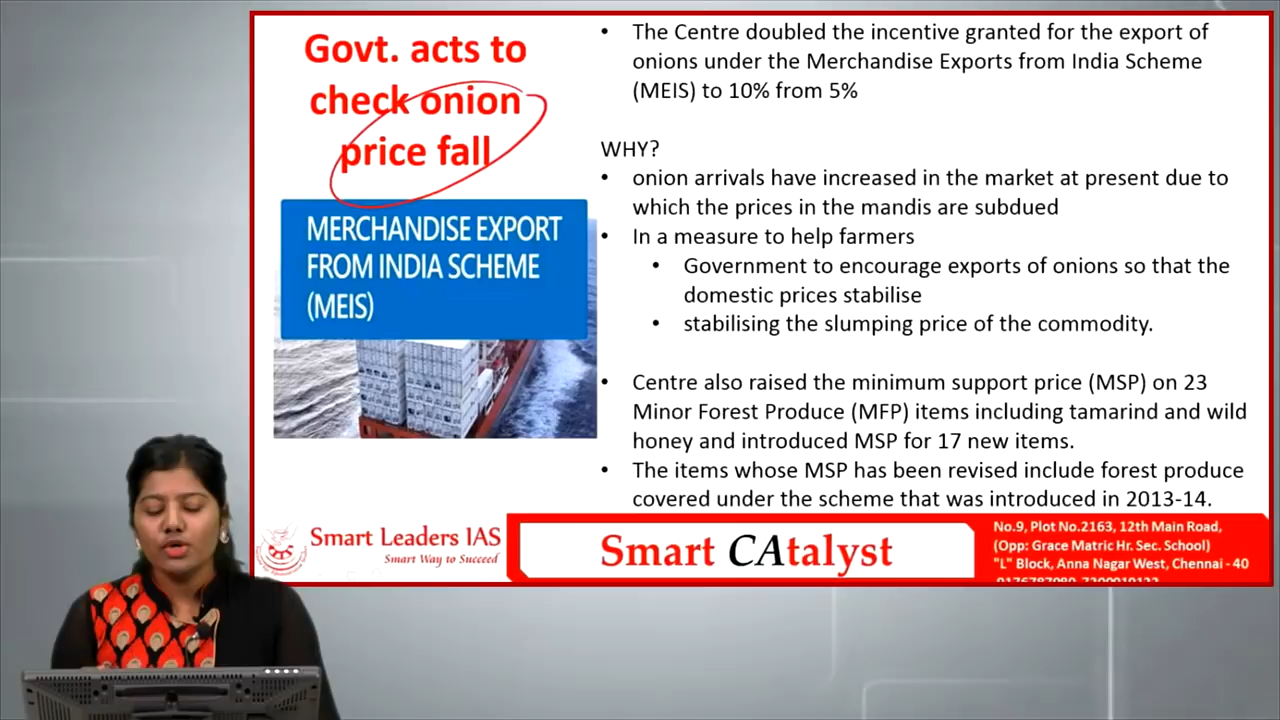 Govt. acts to
check onion
price fall
MERCHANDISE EXPORT
FROM INDIA SCHEME
(MEIS)
• The Centre doubled the incentive granted for the export of
onions under the Merchandise Exports from India Scheme
(MEIS) to 10% from 5%
WHY?
• onion arrivals have increased in the market at present due to
which the prices in the mandis are subdued
• In a measure to help farmers
• Government to encourage exports of onions so that the
domestic prices stabilise
• stabilising the slumping price of the commodity.
• Centre also raised the minimum support price (MSP) on 23
Minor Forest Produce (MFP) items including tamarind and wild
honey and introduced MSP for 17 new items.
• The items whose MSP has been revised include forest produce
covered under the scheme that was introduced in 2013-14.
Smart Leaders IAS
Smart Way to Succeed
Smart CAtalyst
No.9, Plot No.2163, 12th Main Road,
(Opp: Grace Matric Hr. Sec. School)
"L" Block, Anna Nagar West, Chennai - 40